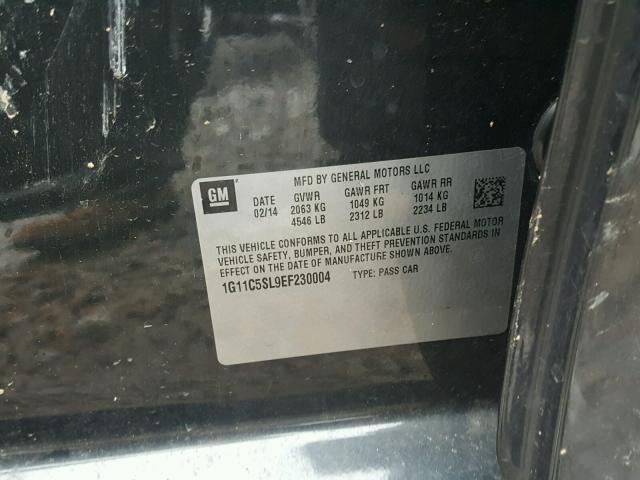 MFD BY GENERAL MOTORS LLC
GM
DATE GVWR GAWR FRT GAWR RR
02/14 2063 KG 1049 KG 1014 KG
4546 LB 2312 LB 2234 LB
THIS VEHICLE CONFORMS TO ALL APPLICABLE U.S. FEDERAL MOTOR
VEHICLE SAFETY, BUMPER, AND THEFT PREVENTION STANDARDS IN
EFFECT ON THE DATE OF MANUFACTURE SHOWN ABOVE.
1G11C5SL9EF230004 TYPE: PASS CAR